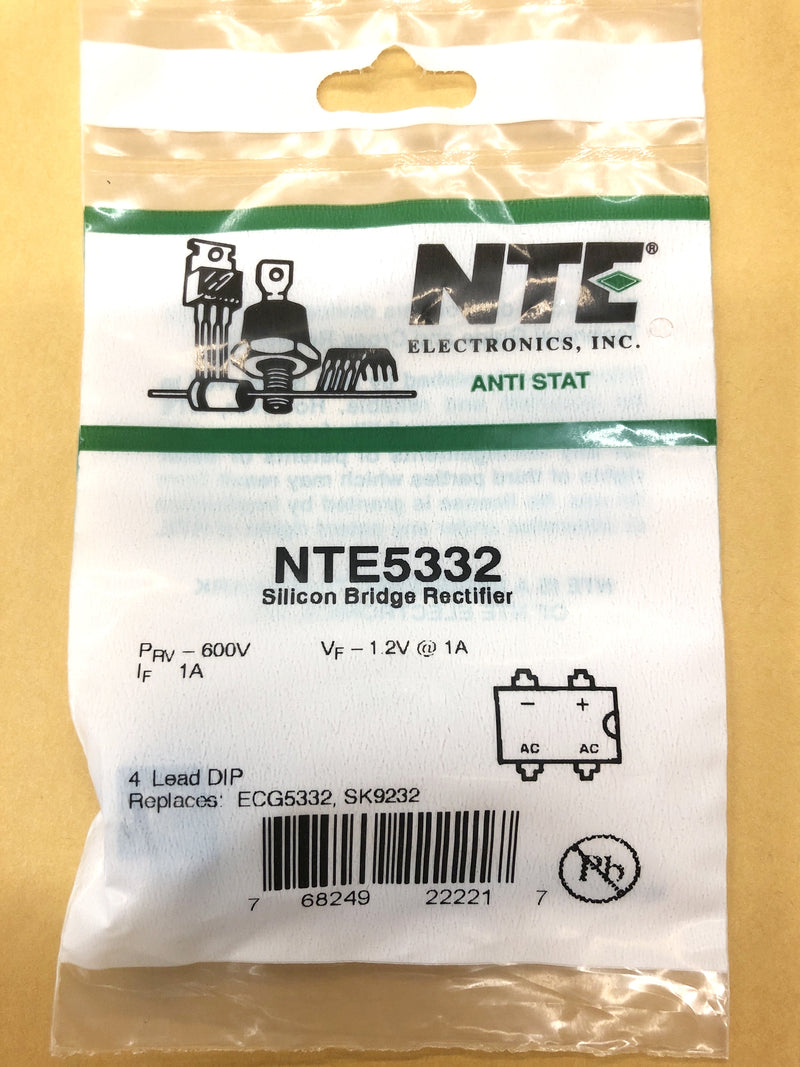 NTE®
ELECTRONICS, INC.
ANTI STAT
NTE5332
Silicon Bridge Rectifier
PRV – 600V VF – 1.2V @ 1A
IF 1A
– +
AC AC
4 Lead DIP
Replaces: ECG5332, SK9232
7 68249 22221 7
Pb